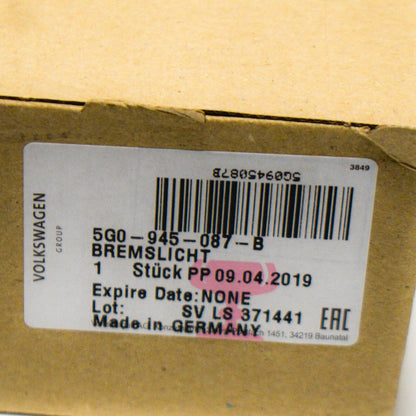 3849
5G0945087B
VOLKSWAGEN
GROUP
5G0-945-087-B
BREMSLICHT
1 Stück PP 09.04.2019
Expire Date: NONE
Lot: SV LS 371441
1451, 34219 Baunatal
Made in GERMANY
EAC